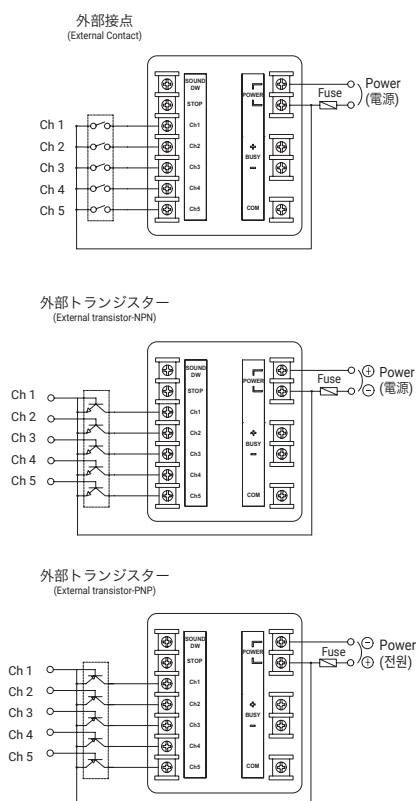 外部接点
(External Contact)
SOUND
DW
STOP
Ch1
Ch2
Ch3
Ch4
Ch5
POWER
+
BUSY
-
COM
Fuse
Power
(電源)
Ch 1
Ch 2
Ch 3
Ch 4
Ch 5
外部トランジスター
(External transistor-NPN)
SOUND
DW
STOP
Ch1
Ch2
Ch3
Ch4
Ch5
POWER
+
BUSY
-
COM
Fuse
+ Power
- (電源)
Ch 1
Ch 2
Ch 3
Ch 4
Ch 5
外部トランジスター
(External transistor-PNP)
SOUND
DW
STOP
Ch1
Ch2
Ch3
Ch4
Ch5
POWER
+
BUSY
-
COM
Fuse
- Power
+ (전원)
Ch 1
Ch 2
Ch 3
Ch 4
Ch 5